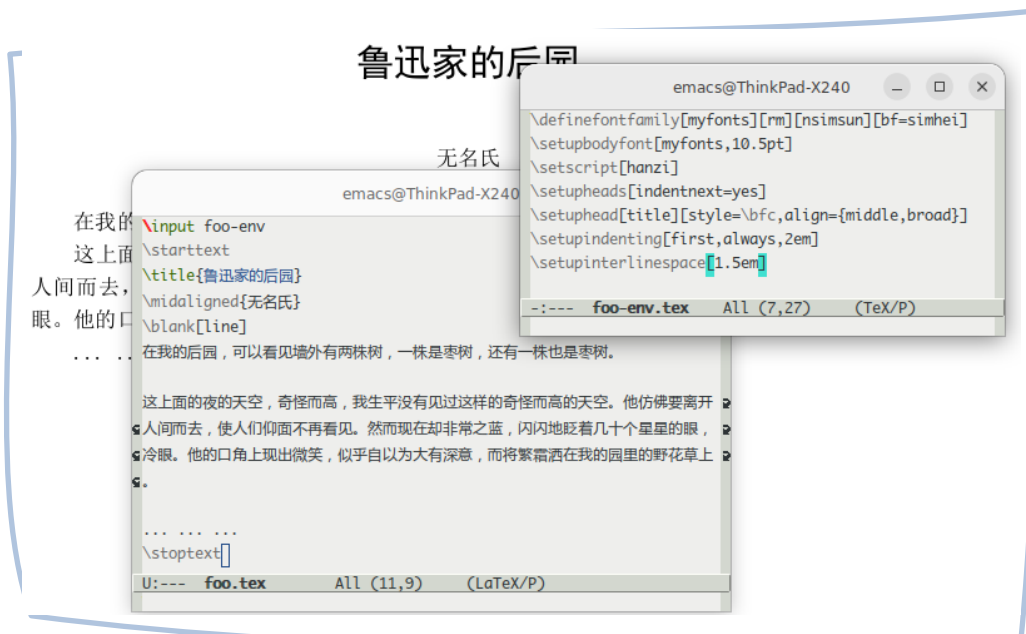 鲁迅家的后园
无名氏
在我的
这上面
人间而去，
眼。他的口
... ..
emacs@ThinkPad-X240
\definefontfamily[myfonts][rm][nsimsun][bf=simhei]
\setupbodyfont[myfonts,10.5pt]
\setscript[hanzi]
\setupheads[indentnext=yes]
\setuphead[title][style=\bfc,align={middle,broad}]
\setupindenting[first,always,2em]
\setupinterlinespace[1.5em]
-:--- foo-env.tex All (7,27) (TeX/P)
emacs@ThinkPad-X240
\input foo-env
\starttext
\title{鲁迅家的后园}
\midaligned{无名氏}
\blank[line]
在我的后园，可以看见墙外有两株树，一株是枣树，还有一株也是枣树。
这上面的夜的天空，奇怪而高，我生平没有见过这样的奇怪而高的天空。他仿佛要离开
人间而去，使人们仰面不再看见。然而现在却非常之蓝，闪闪地眨着几十个星星的眼，
冷眼。他的口角上现出微笑，似乎自以为大有深意，而将繁霜洒在我的园里的野花草上
。
... ... ...
\stoptext
U:--- foo.tex All (11,9) (LaTeX/P)